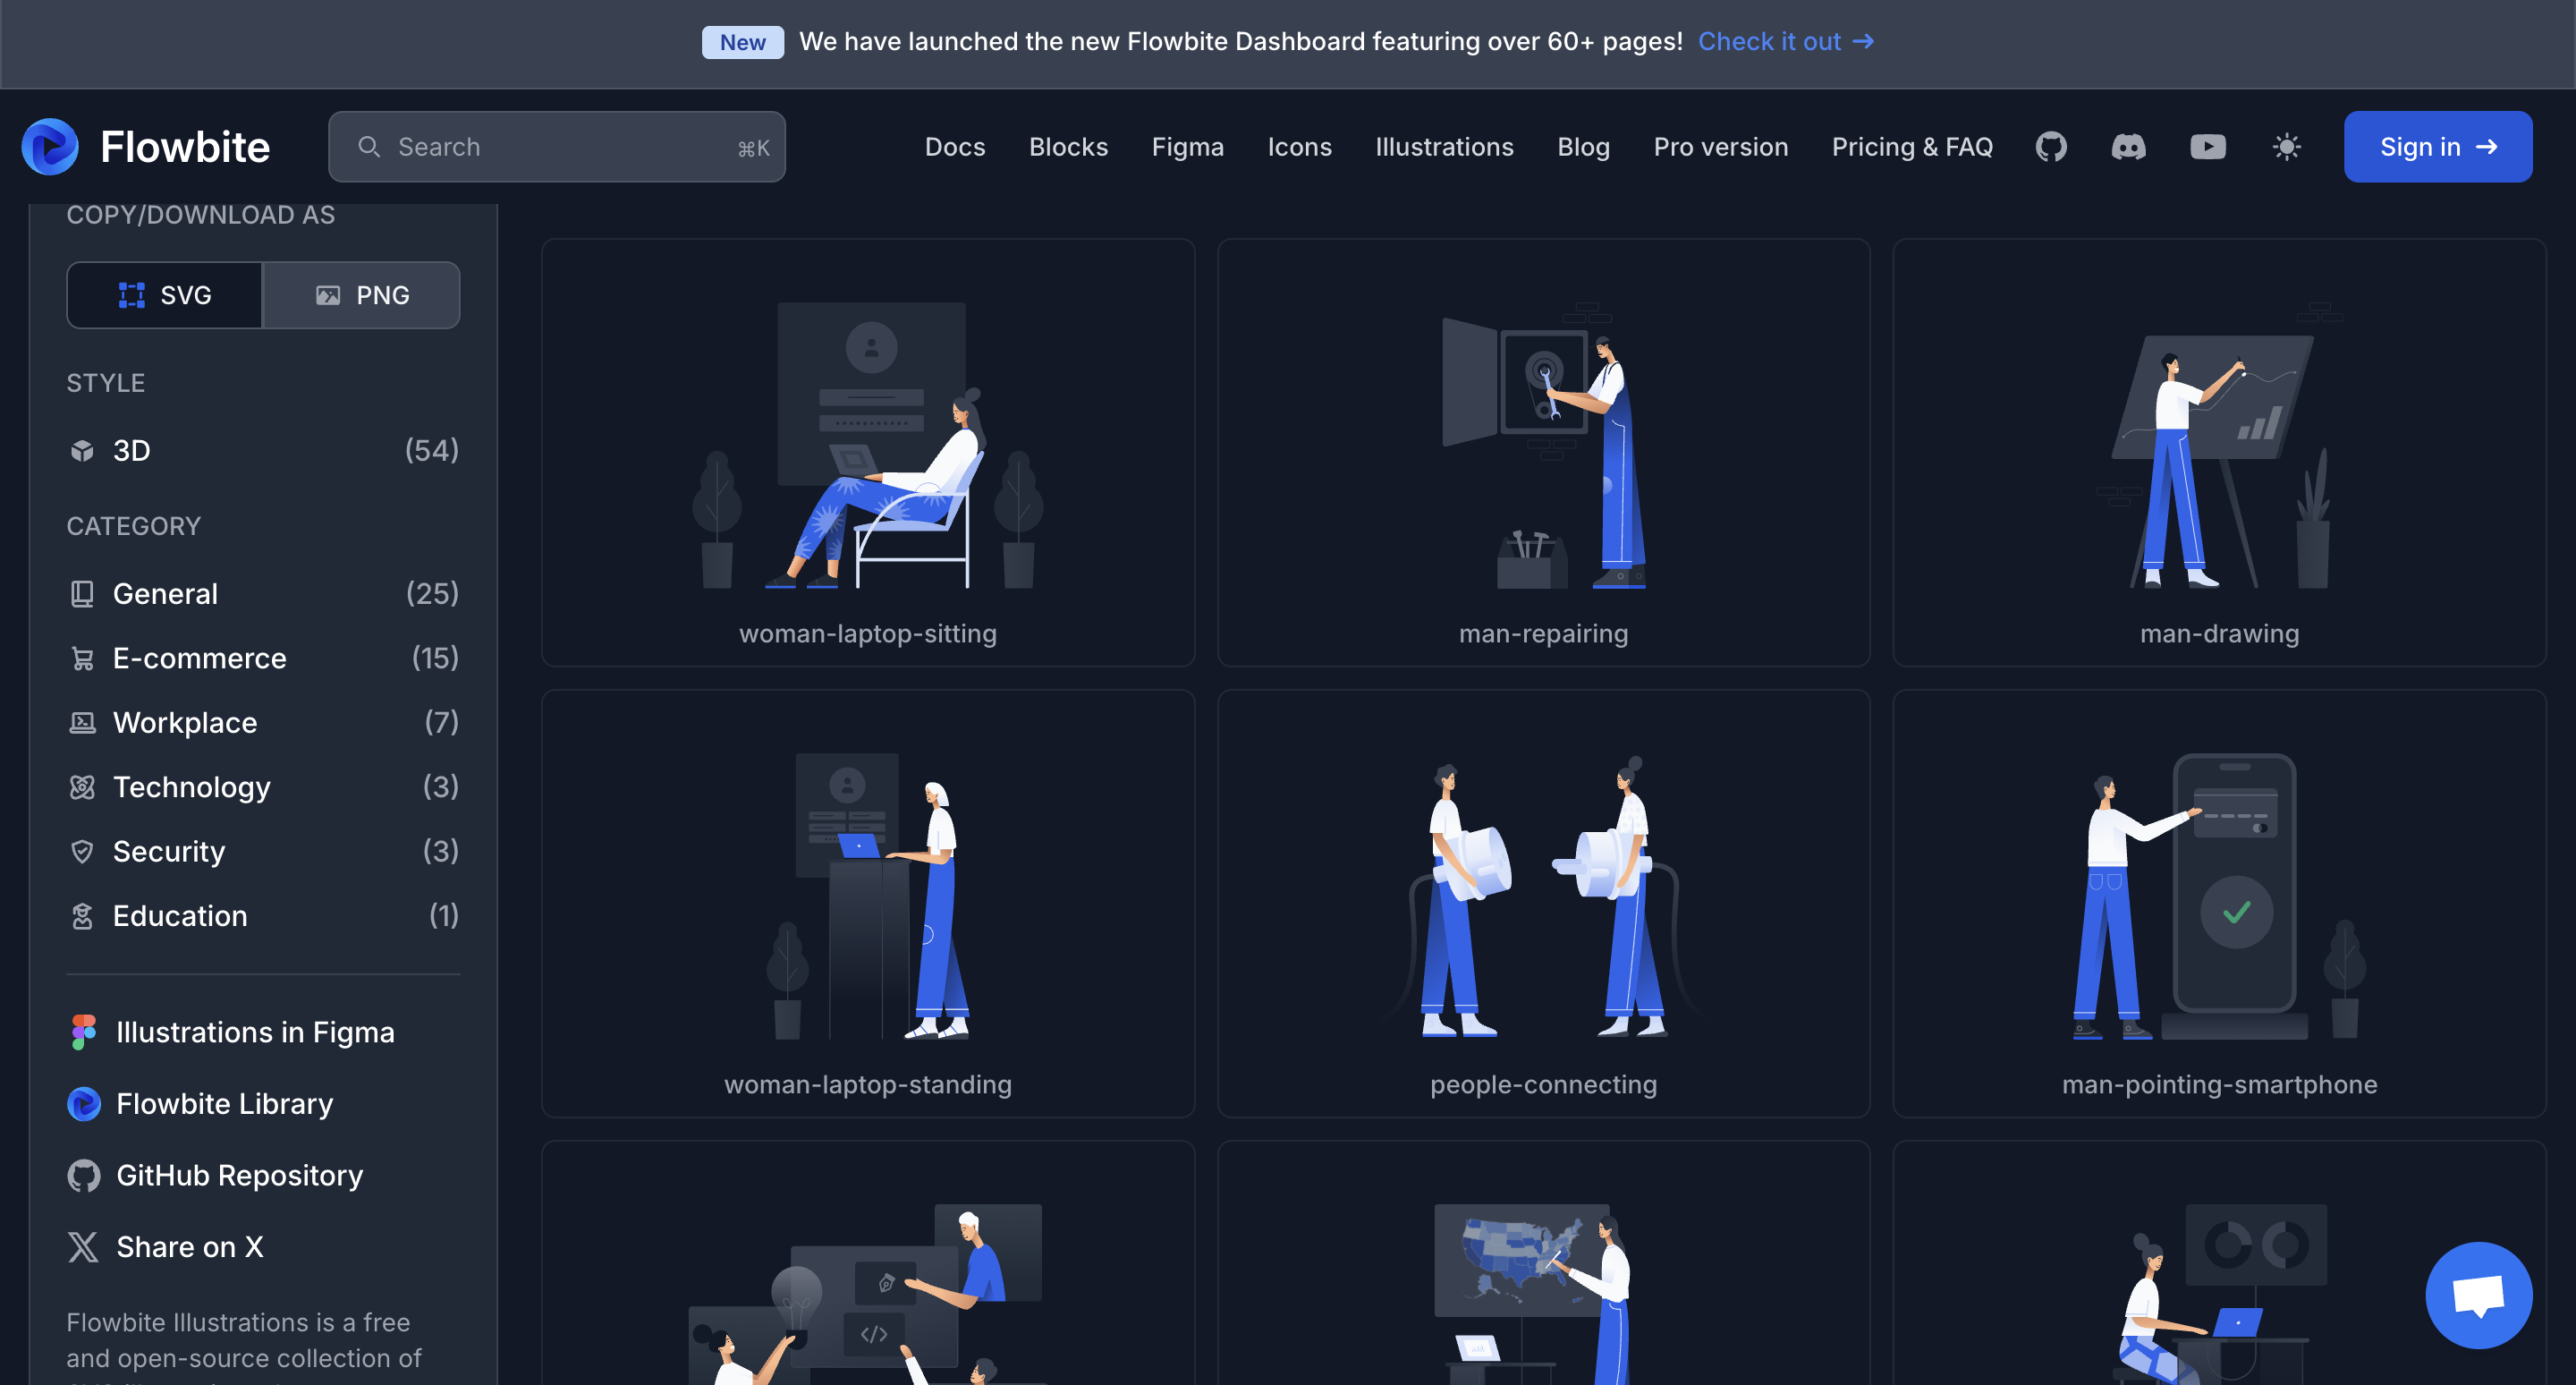 New We have launched the new Flowbite Dashboard featuring over 60+ pages! Check it out
Flowbite
Search ⌘K
Docs Blocks Figma Icons Illustrations Blog Pro version Pricing & FAQ Sign in
COPY/DOWNLOAD AS
SVG PNG
STYLE
3D (54)
CATEGORY
General (25)
E-commerce (15)
Workplace (7)
Technology (3)
Security (3)
Education (1)
Illustrations in Figma
Flowbite Library
GitHub Repository
Share on X
Flowbite Illustrations is a free
and open-source collection of
woman-laptop-sitting
man-repairing
man-drawing
woman-laptop-standing
people-connecting
man-pointing-smartphone